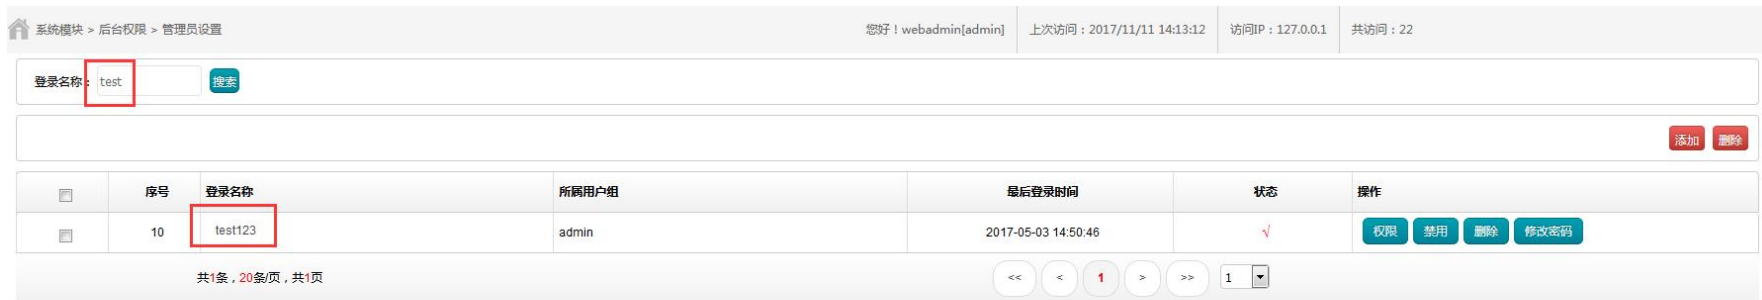 系统模块 > 后台权限 > 管理员设置 您好！webadmin[admin] 上次访问：2017/11/11 14:13:12 访问IP：127.0.0.1 共访问：22
登录名称： test 搜索
添加 删除
序号 登录名称 所属用户组 最后登录时间 状态 操作
10 test123 admin 2017-05-03 14:50:46 √ 权限 禁用 删除 修改密码
共1条，20条/页，共1页 << < 1 > >> 1